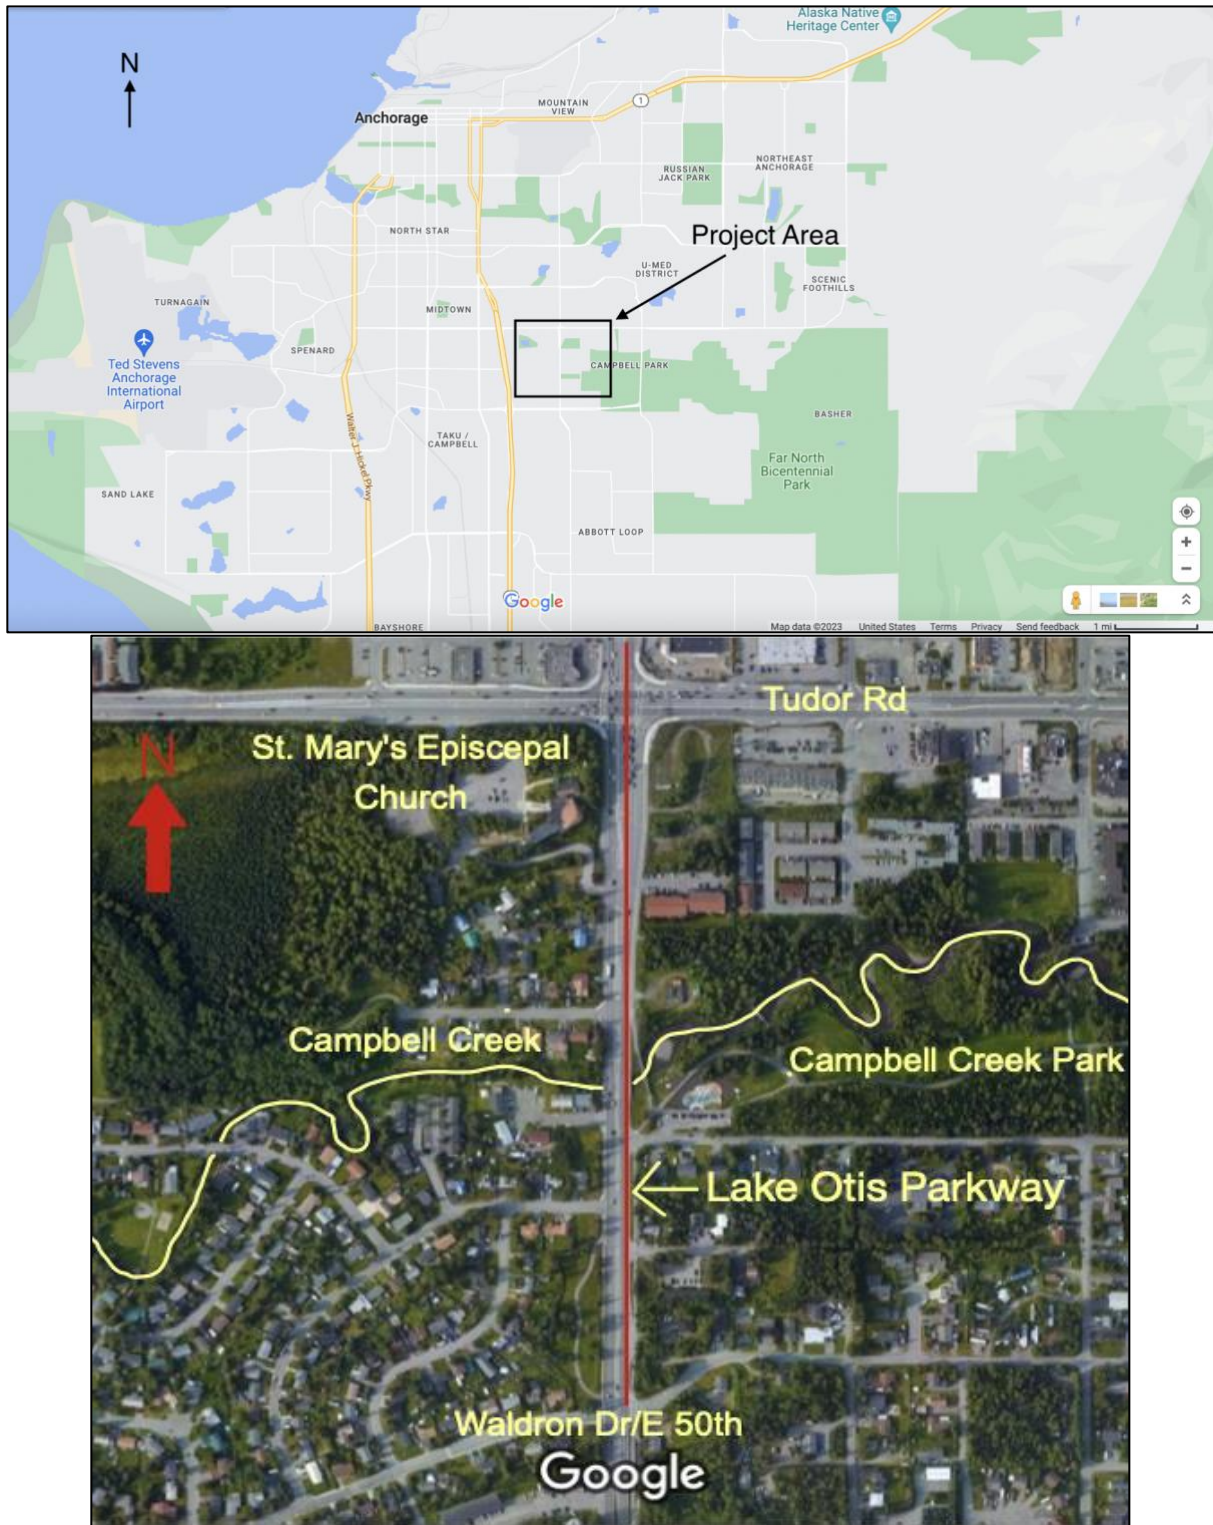 Alaska Native
Heritage Center
N
MOUNTAIN
VIEW
1
Anchorage
NORTHEAST
ANCHORAGE
RUSSIAN
JACK PARK
NORTH STAR
Project Area
U-MED
DISTRICT
SCENIC
FOOTHILLS
TURNAGAIN
MIDTOWN
SPENARD
Ted Stevens
Anchorage
International
Airport
CAMPBELL PARK
BASHER
Walter J Hickel Pkwy
TAKU /
CAMPBELL
Far North
Bicentennial
Park
SAND LAKE
ABBOTT LOOP
Google
BAYSHORE
Map data ©2023 United States Terms Privacy Send feedback 1 mi
Tudor Rd
St. Mary's Episcepal
Church
N
Campbell Creek
Campbell Creek Park
Lake Otis Parkway
Waldron Dr/E 50th
Google